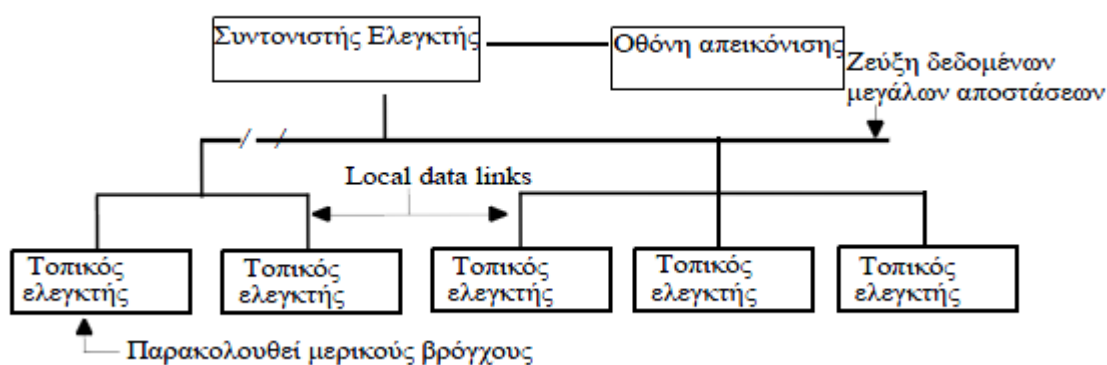 Συντονιστής Ελεγκτής
Οθόνη απεικόνισης
Ζεύξη δεδομένων
μεγάλων αποστάσεων
Local data links
Τοπικός
ελεγκτής
Τοπικός
ελεγκτής
Τοπικός
ελεγκτής
Τοπικός
ελεγκτής
Τοπικός
ελεγκτής
Παρακολουθεί μερικούς βρόγχους